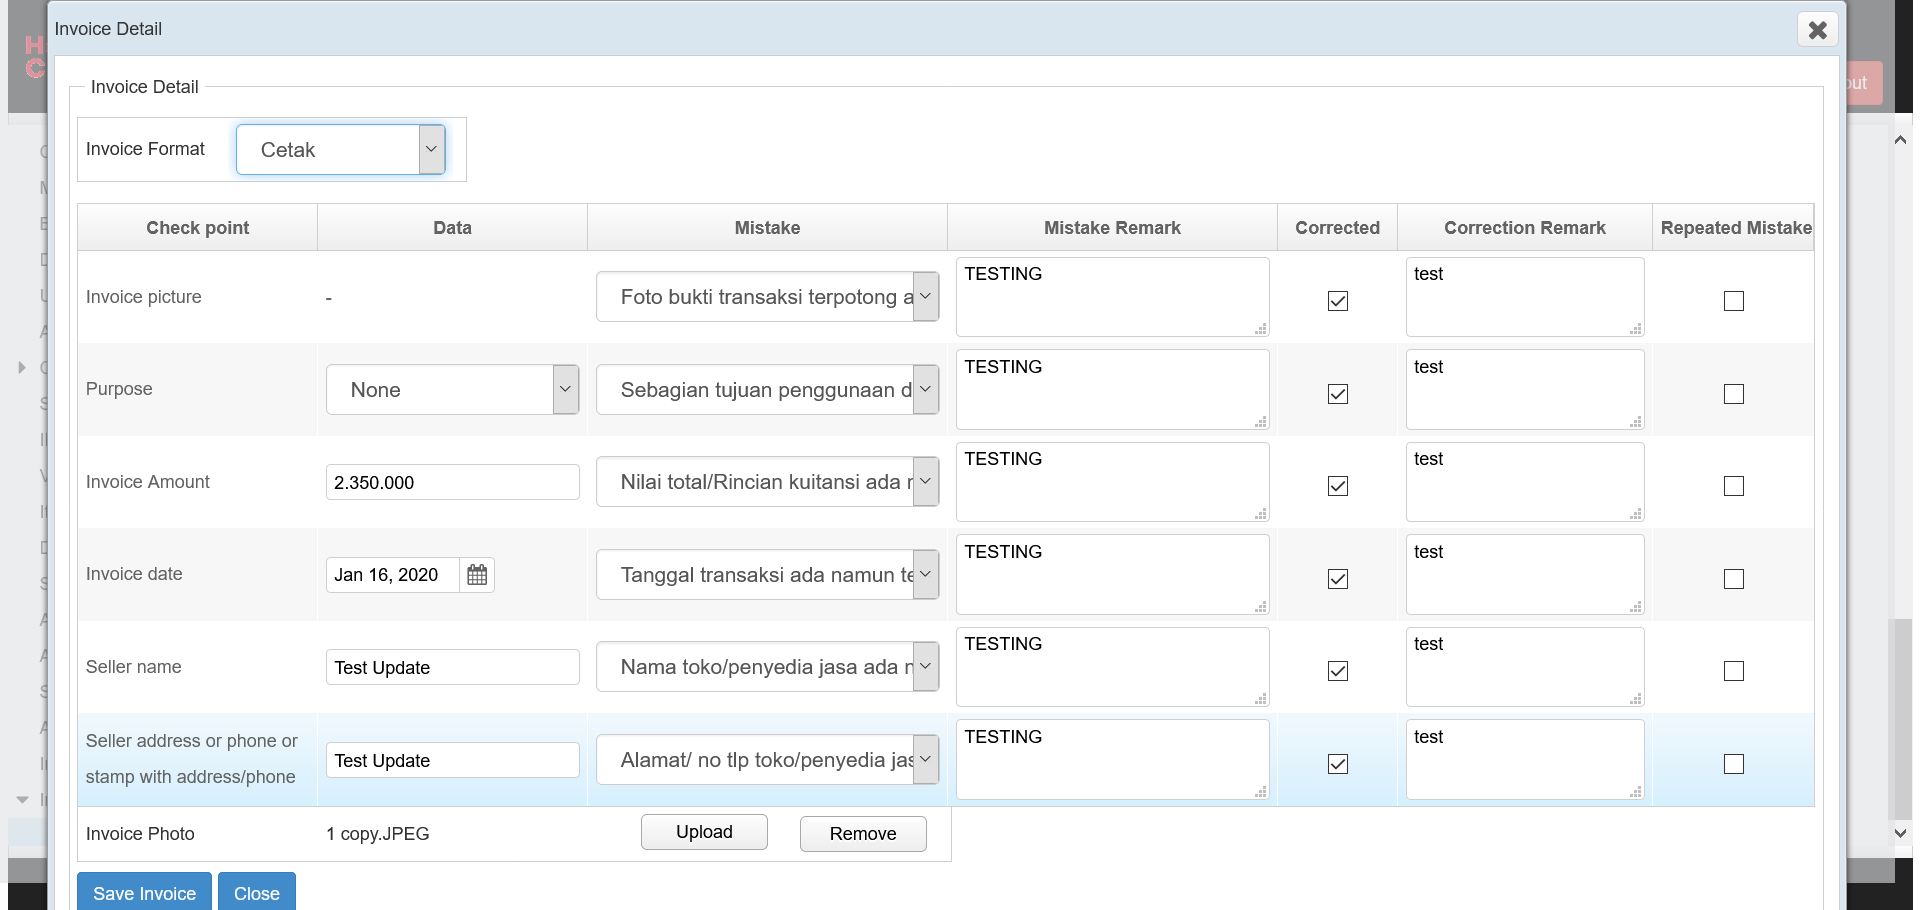 Invoice Detail
Invoice Detail
Invoice Format
Cetak
Check point Data Mistake Mistake Remark Corrected Correction Remark Repeated Mistake
Invoice picture - Foto bukti transaksi terpotong TESTING test
Purpose None Sebagian tujuan penggunaan TESTING test
Invoice Amount 2.350.000 Nilai total/Rincian kuitansi ada TESTING test
Invoice date Jan 16, 2020 Tanggal transaksi ada namun TESTING test
Seller name Test Update Nama toko/penyedia jasa ada TESTING test
Seller address or phone or
stamp with address/phone Test Update Alamat/ no tlp toko/penyedia TESTING test
Invoice Photo 1 copy.JPEG Upload Remove
Save Invoice Close